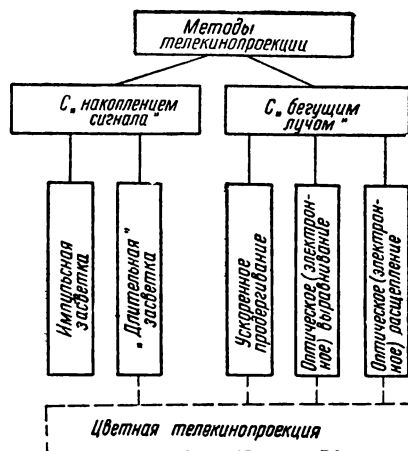 Методы
телекинопроекции
С „накоплением
сигнала"
С „бегущим
лучом"
Импульсная
засветка
„Длительная"
засветка
Ускоренное
продергивание
Оптическое (электрон-
ное) выравнивание
Оптическое (электрон-
ное) расщепление
Цветная телекинопроекция